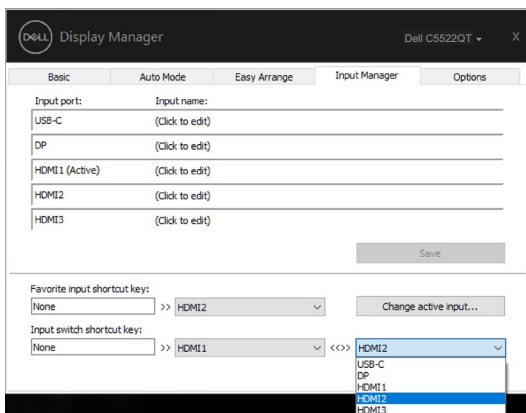 DELL Display Manager Dell C5522QT X
Basic Auto Mode Easy Arrange Input Manager Options
Input port: Input name:
USB-C (Click to edit)
DP (Click to edit)
HDMI1 (Active) (Click to edit)
HDMI2 (Click to edit)
HDMI3 (Click to edit)
Save
Favorite input shortcut key:
None >> HDMI2 Change active input...
Input switch shortcut key:
None >> HDMI1 <<>> HDMI2
USB-C
DP
HDMI1
HDMI2
HDMI3